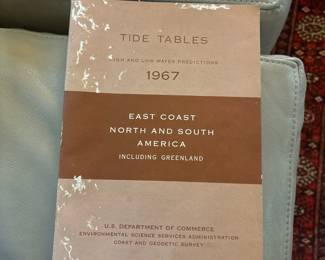 TIDE TABLES
HIGH AND LOW WATER PREDICTIONS
1967
EAST COAST
NORTH AND SOUTH
AMERICA
INCLUDING GREENLAND
U.S. DEPARTMENT OF COMMERCE
ENVIRONMENTAL SCIENCE SERVICES ADMINISTRATION
COAST AND GEODETIC SURVEY